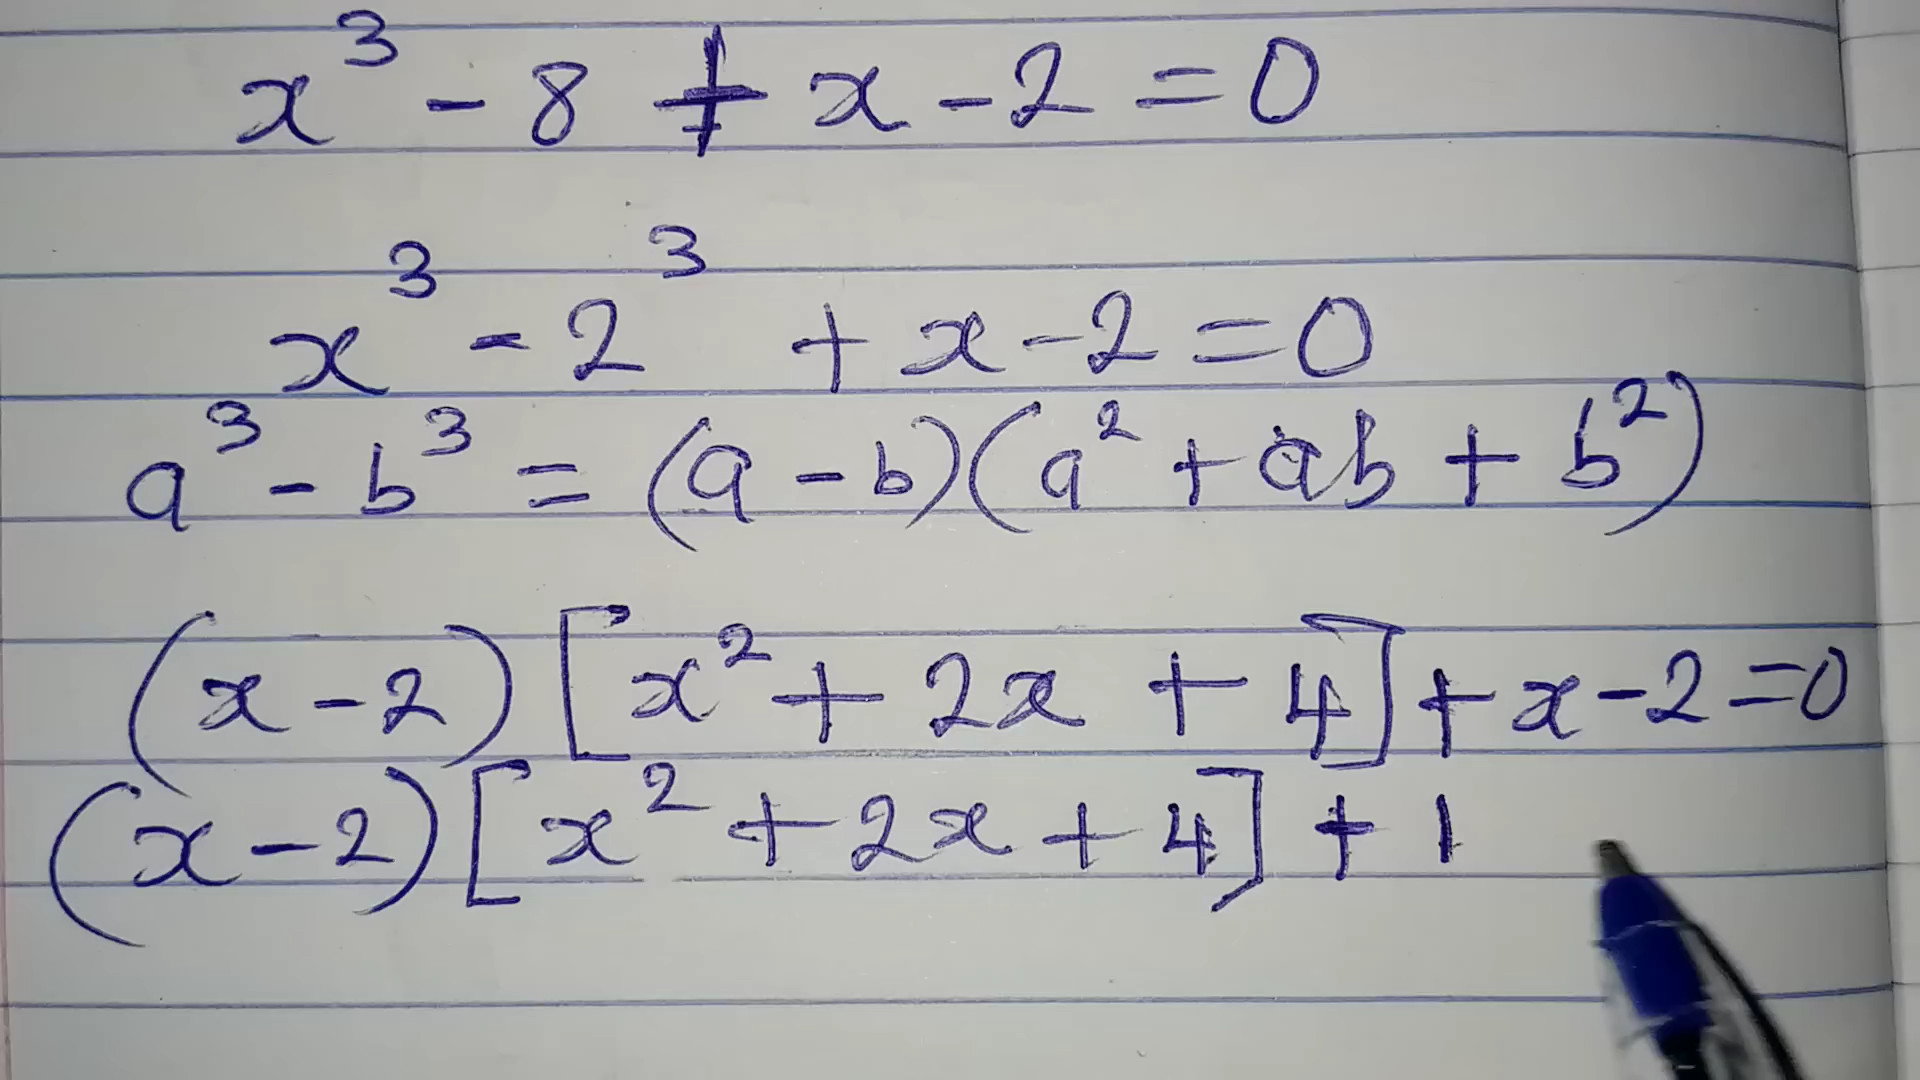 x³ - 8 + x - 2 = 0
x³ - 2³ + x - 2 = 0
a³ - b³ = (a - b)(a² + ab + b²)
(x - 2)[x² + 2x + 4] + x - 2 = 0
(x - 2)[x² + 2x + 4] + 1